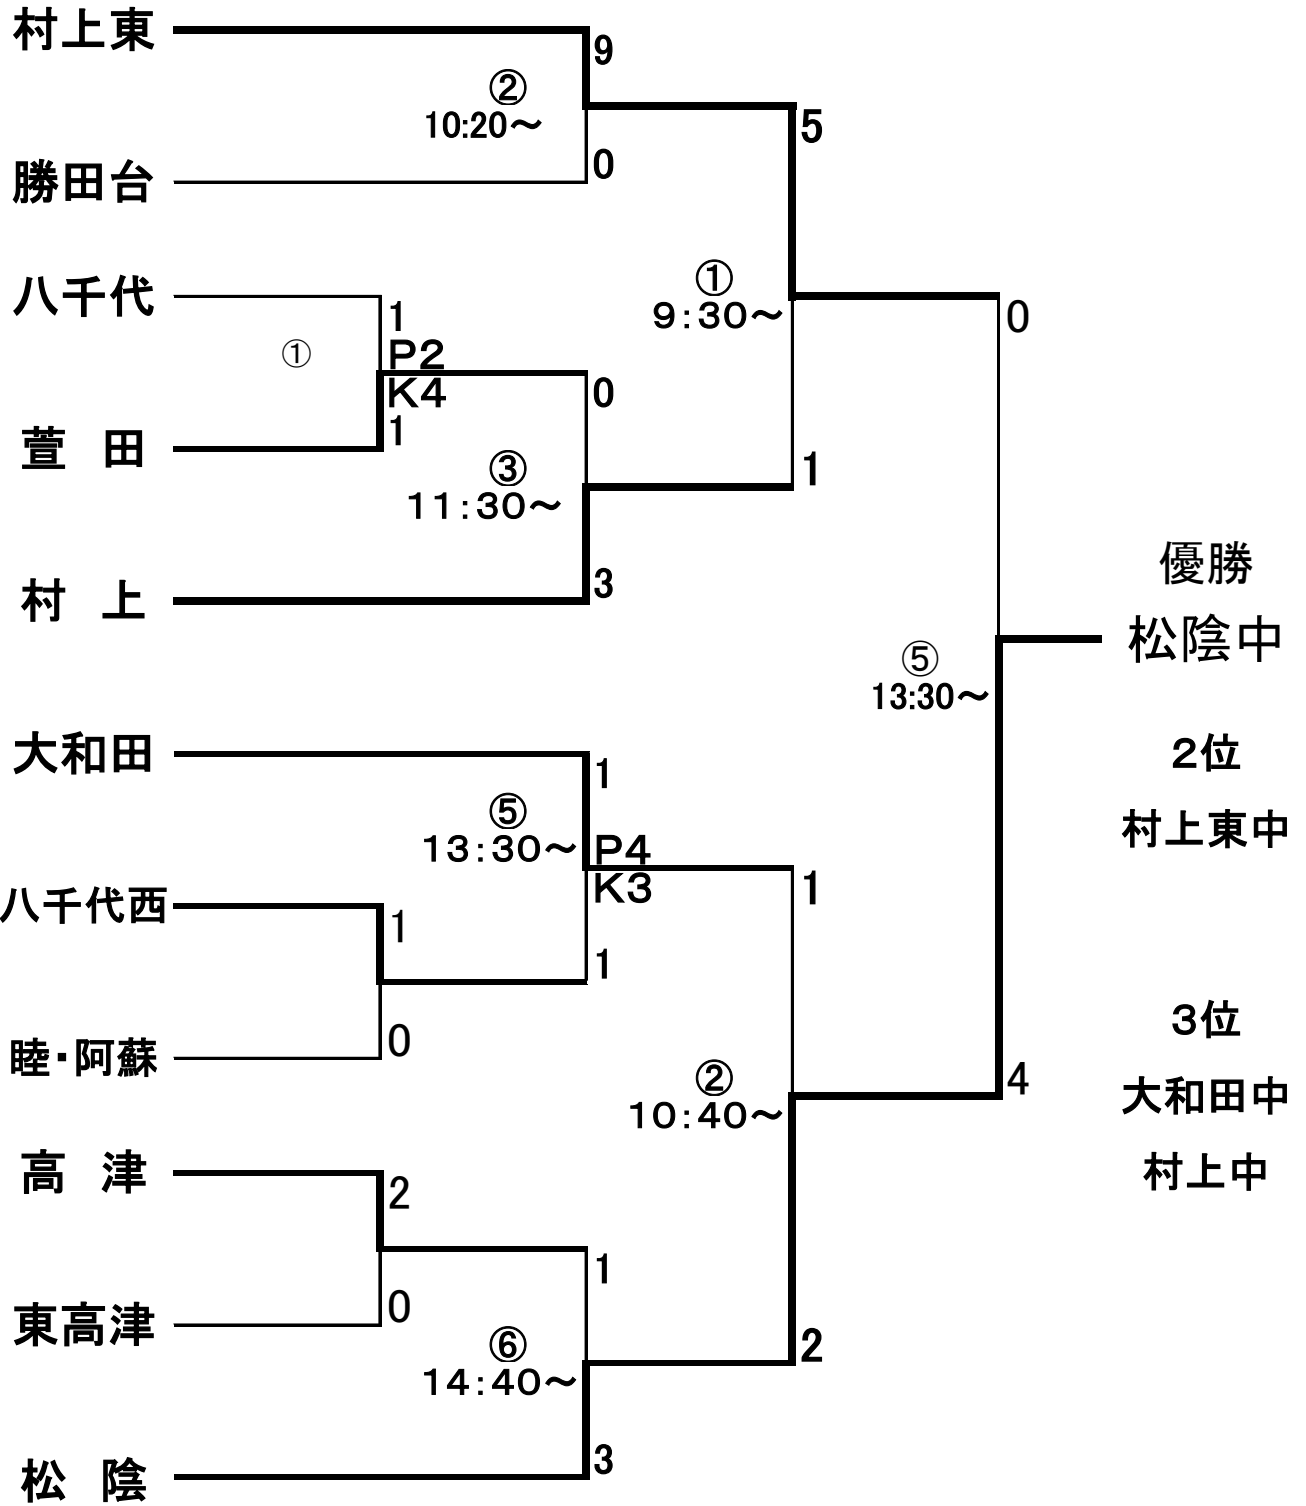 村上東
9
②
10:20～
5
0
勝田台
八千代
1
①
9:30～
0
①
P2
K4
0
1
萱　田
③
11:30～
1
3
村　上
優勝
松陰中
⑤
13:30～
大和田
1
2位
⑤
13:30～
P4
K3
1
村上東中
八千代西
1
1
3位
0
睦・阿蘇
②
10:40～
4
大和田中
高　津
2
村上中
1
0
東高津
⑥
14:40～
2
3
松　陰